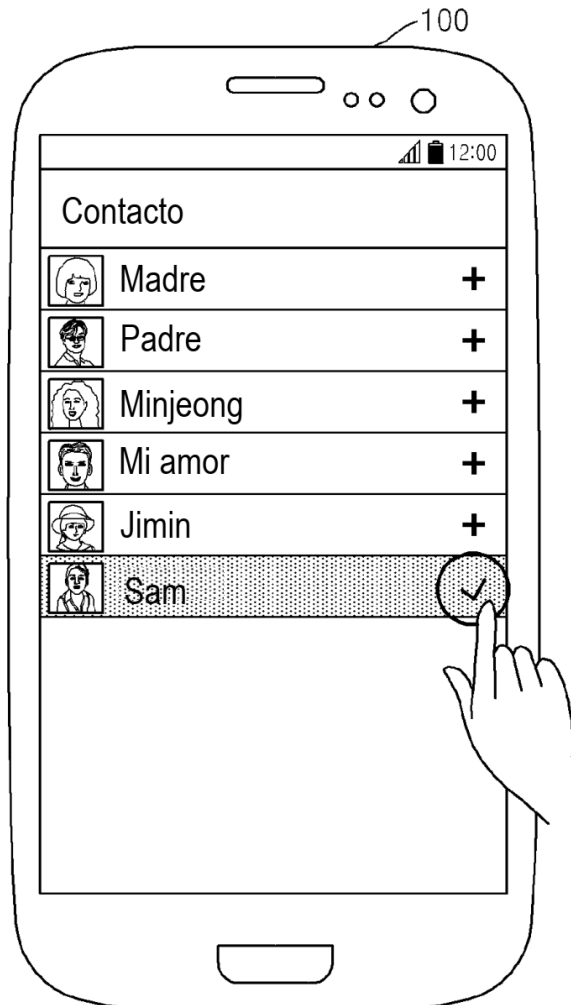 100
12:00
Contacto
Madre +
Padre +
Minjeong +
Mi amor +
Jimin +
Sam ✓